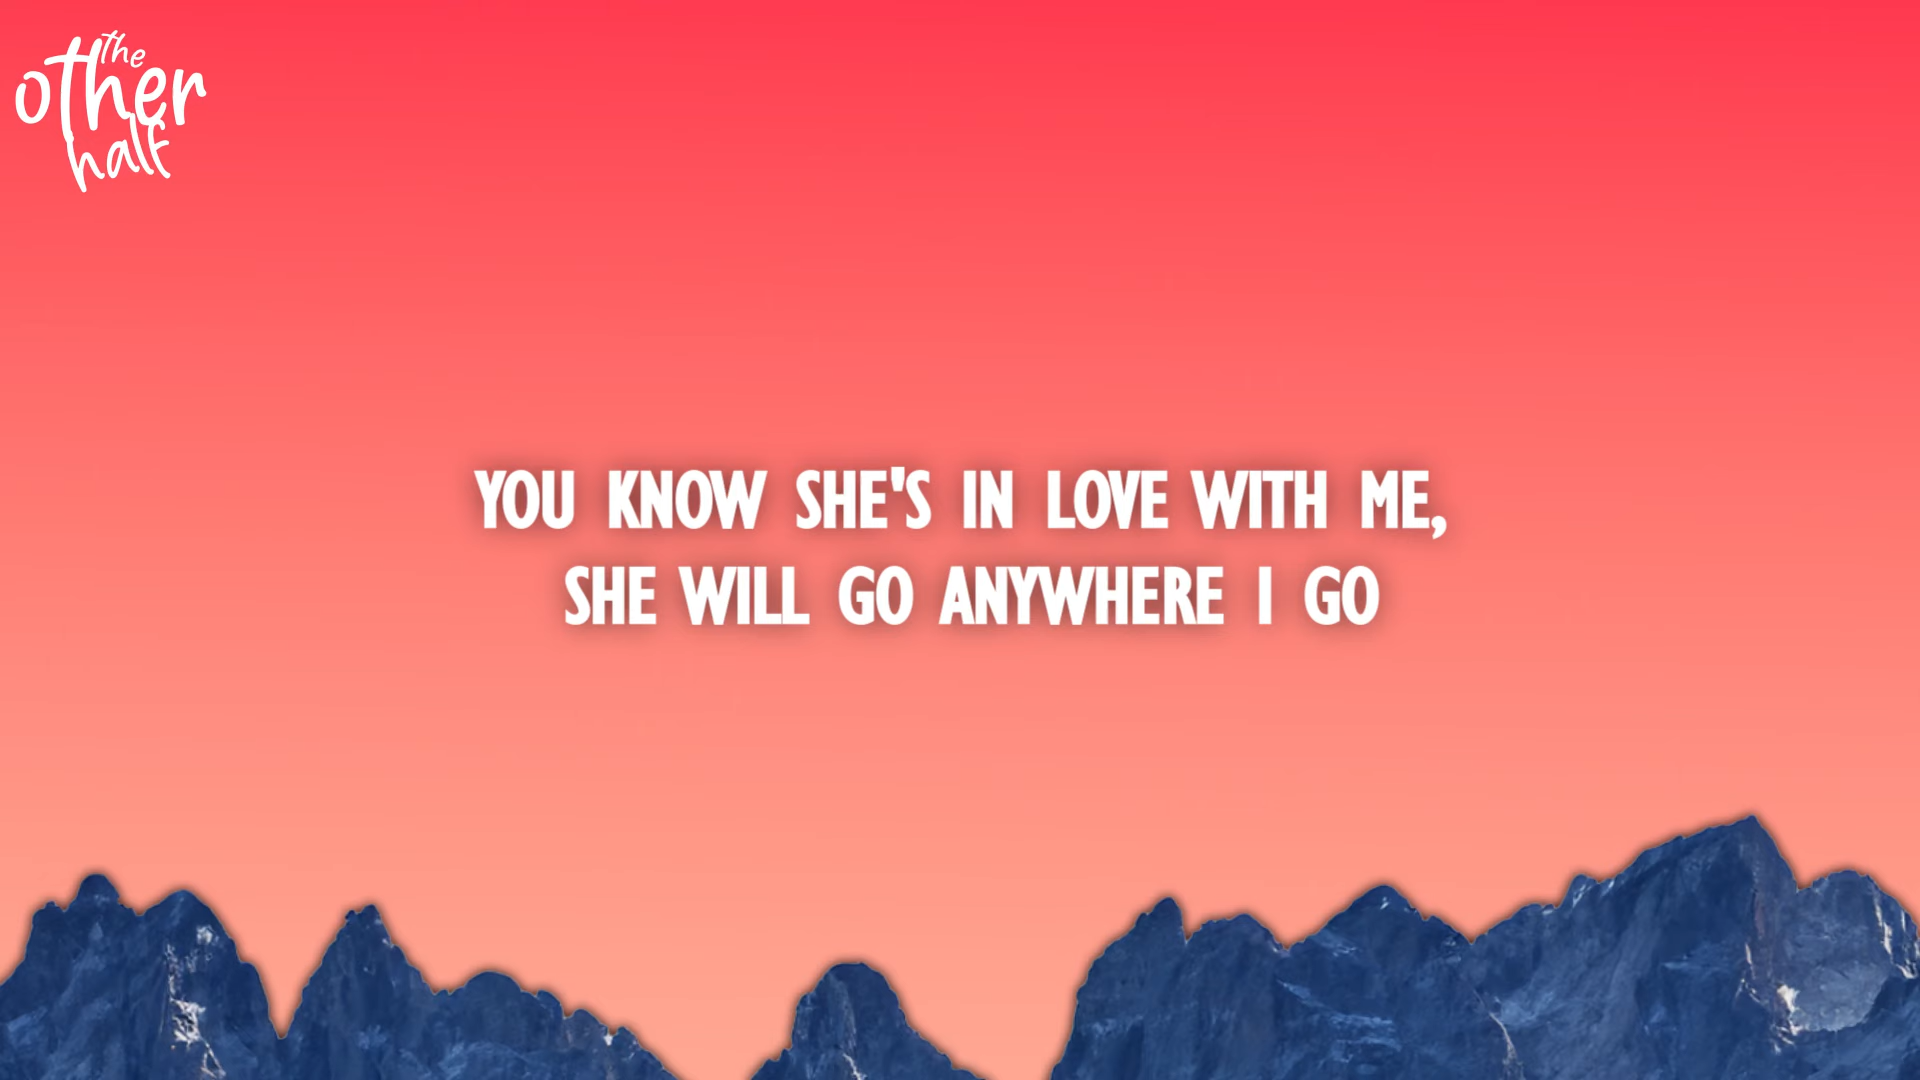 the
other
half
YOU KNOW SHE'S IN LOVE WITH ME,
SHE WILL GO ANYWHERE I GO